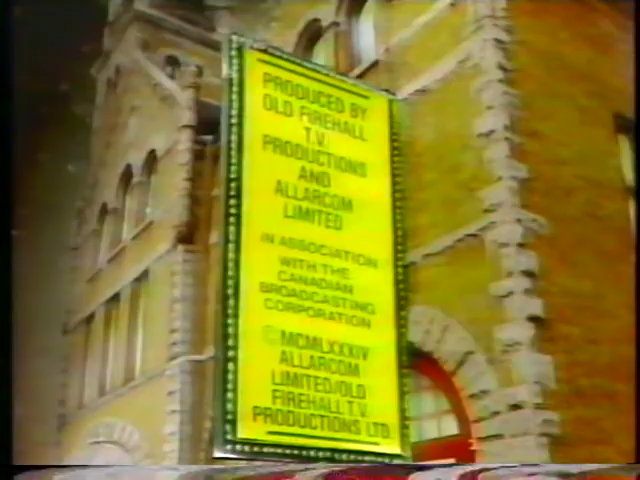 PRODUCED BY
OLD FIREHALL
T.V.
PRODUCTIONS
AND
ALLARCOM
LIMITED
IN ASSOCIATION
WITH THE
CANADIAN
BROADCASTING
CORPORATION
©MCMLXXXIV
ALLARCOM
LIMITED/OLD
FIREHALL T.V.
PRODUCTIONS LTD.